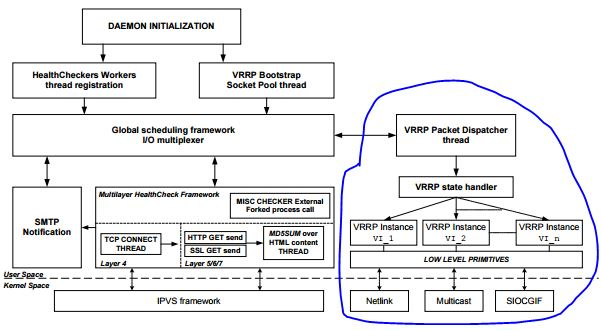 DAEMON INITIALIZATION
HealthCheckers Workers
thread registration
VRRP Bootstrap
Socket Pool thread
Global scheduling framework
I/O multiplexer
VRRP Packet Dispatcher
thread
VRRP state handler
SMTP
Notification
Multilayer HealthCheck Framework
MISC CHECKER External
Forked process call
TCP CONNECT
THREAD
Layer 4
HTTP GET send
SSL GET send
Layer 5/6/7
MD5SUM over
HTML content
THREAD
VRRP Instance
VI_1
VRRP Instance
VI_2
VRRP Instance
VI_n
LOW LEVEL PRIMITIVES
User Space
Kernel Space
IPVS framework
Netlink
Multicast
SIOCGIF